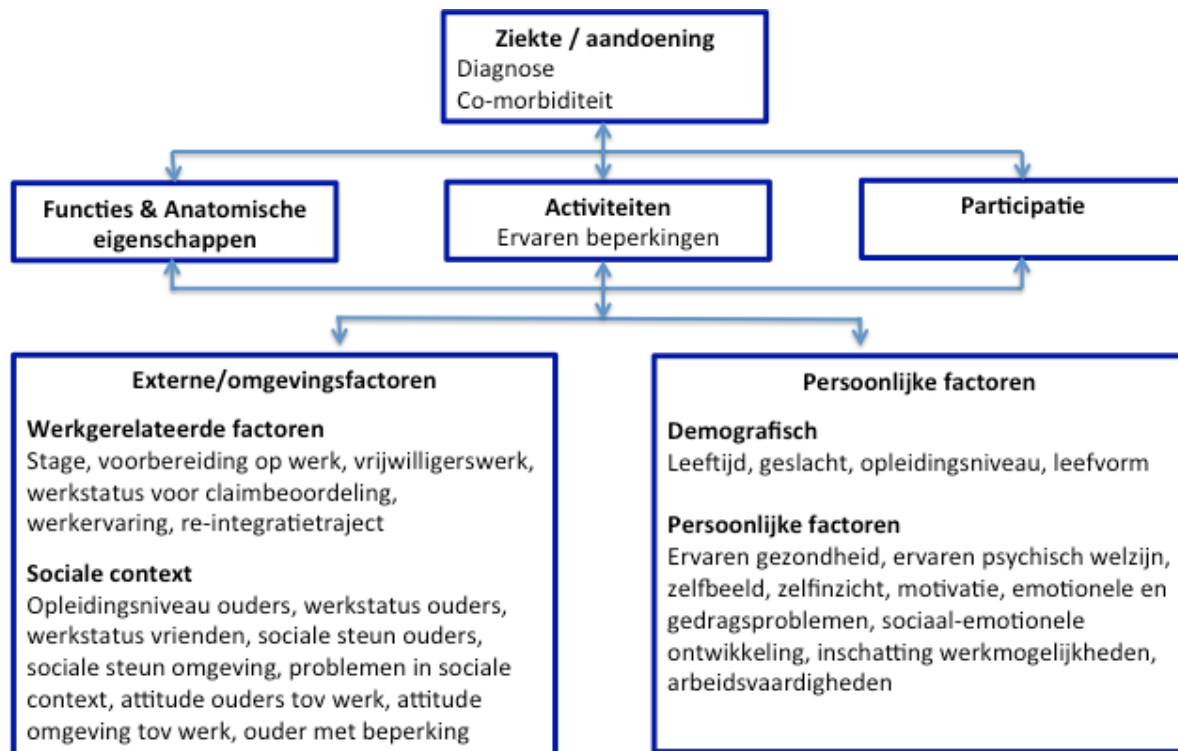 Ziekte / aandoening
Diagnose
Co-morbiditeit
Functies & Anatomische
eigenschappen
Activiteiten
Ervaren beperkingen
Participatie
Externe/omgevingsfactoren
Werkgerelateerde factoren
Stage, voorbereiding op werk, vrijwilligerswerk,
werkstatus voor claimbeoordeling,
werkervaring, re-integratietraject
Sociale context
Opleidingsniveau ouders, werkstatus ouders,
werkstatus vrienden, sociale steun ouders,
sociale steun omgeving, problemen in sociale
context, attitude ouders tov werk, attitude
omgeving tov werk, ouder met beperking
Persoonlijke factoren
Demografisch
Leeftijd, geslacht, opleidingsniveau, leefvorm
Persoonlijke factoren
Ervaren gezondheid, ervaren psychisch welzijn,
zelfbeeld, zelfinzicht, motivatie, emotionele en
gedragsproblemen, sociaal-emotionele
ontwikkeling, inschatting werkmogelijkheden,
arbeidsvaardigheden